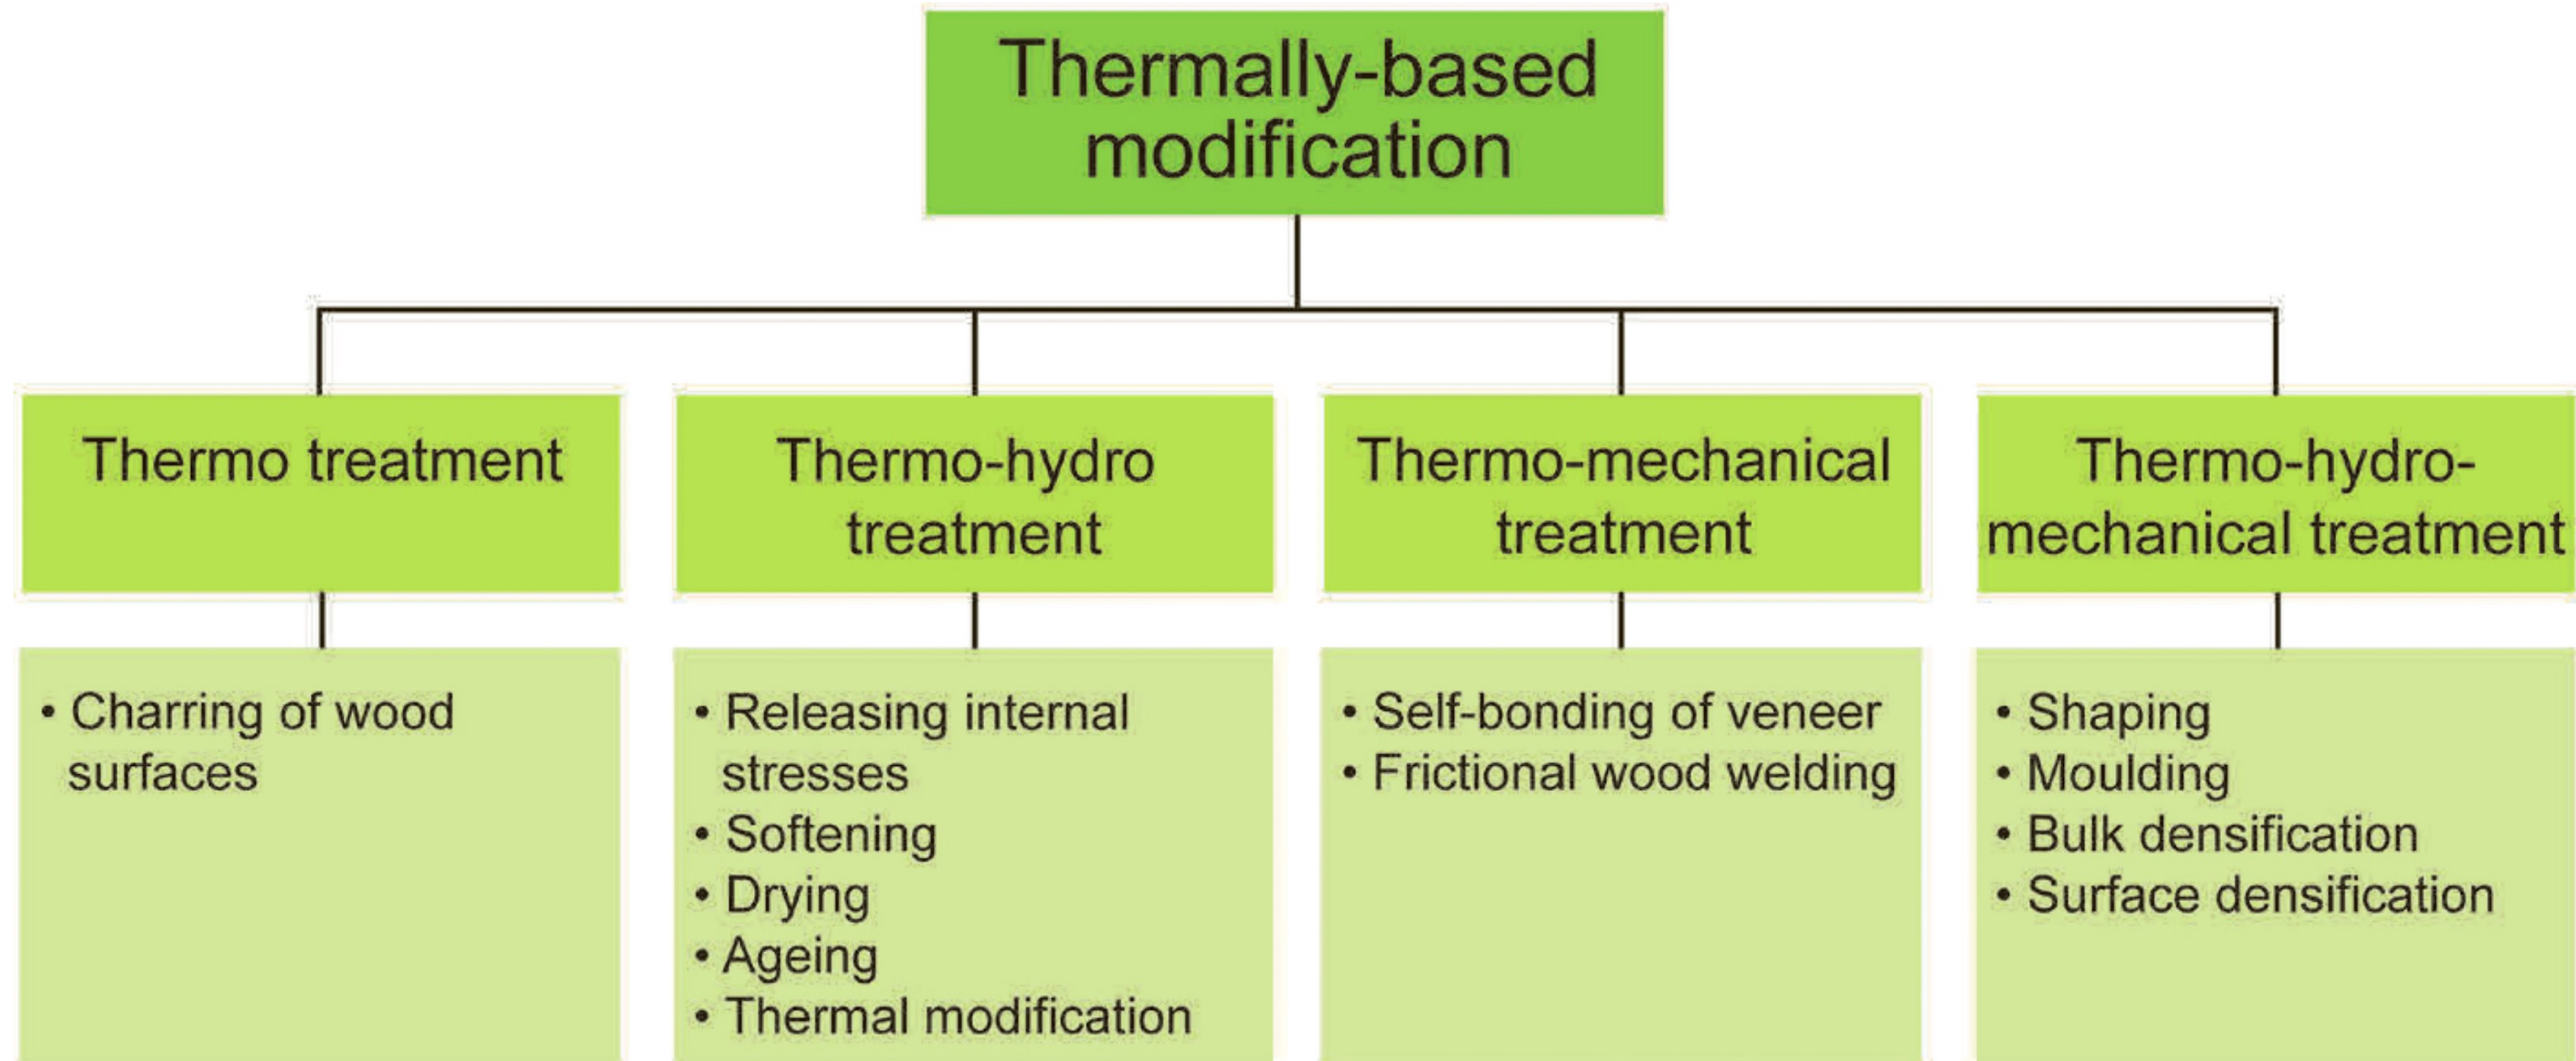 Thermally-based
modification
Thermo treatment
Thermo-hydro
treatment
Thermo-mechanical
treatment
Thermo-hydro-
mechanical treatment
• Charring of wood
surfaces
• Releasing internal
stresses
• Softening
• Drying
• Ageing
• Thermal modification
• Self-bonding of veneer
• Frictional wood welding
• Shaping
• Moulding
• Bulk densification
• Surface densification